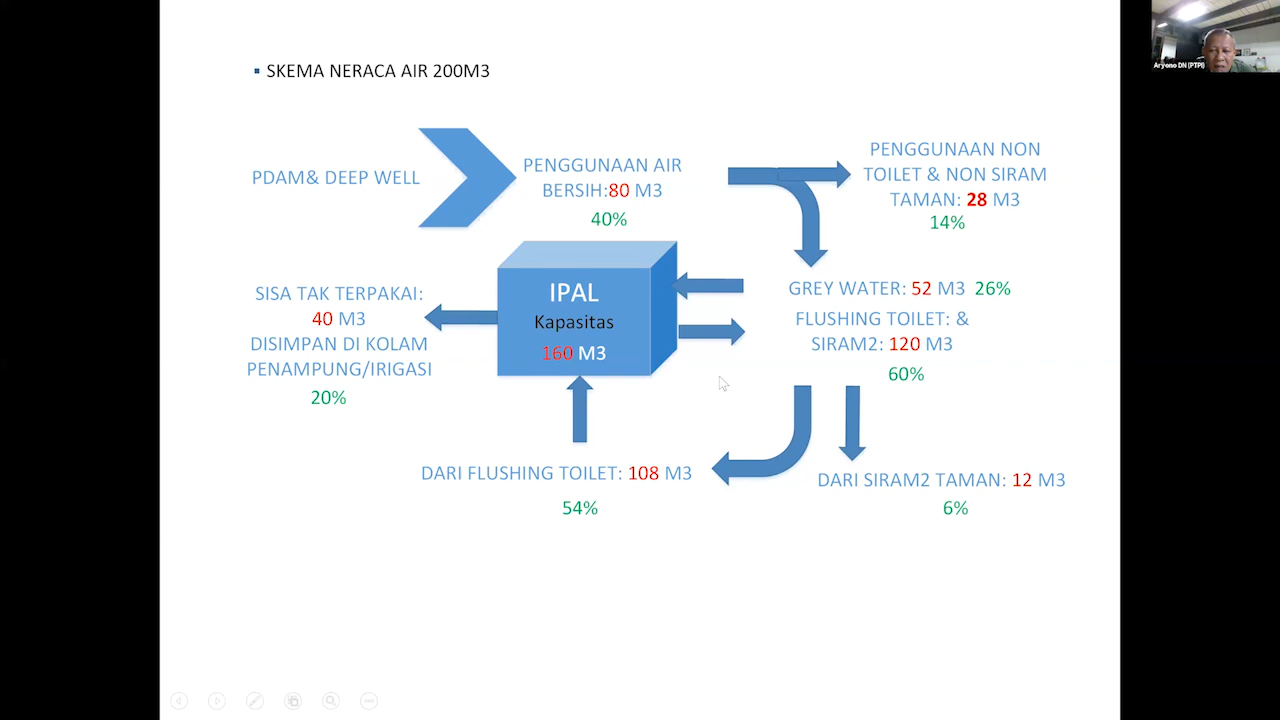 ▪ SKEMA NERACA AIR 200M3
PDAM& DEEP WELL
PENGGUNAAN AIR
BERSIH:80 M3
40%
PENGGUNAAN NON
TOILET & NON SIRAM
TAMAN: 28 M3
14%
IPAL
Kapasitas
160 M3
SISA TAK TERPAKAI:
40 M3
DISIMPAN DI KOLAM
PENAMPUNG/IRIGASI
20%
GREY WATER: 52 M3 26%
FLUSHING TOILET: &
SIRAM2: 120 M3
60%
DARI FLUSHING TOILET: 108 M3
54%
DARI SIRAM2 TAMAN: 12 M3
6%
Aryono DN (PTPI)